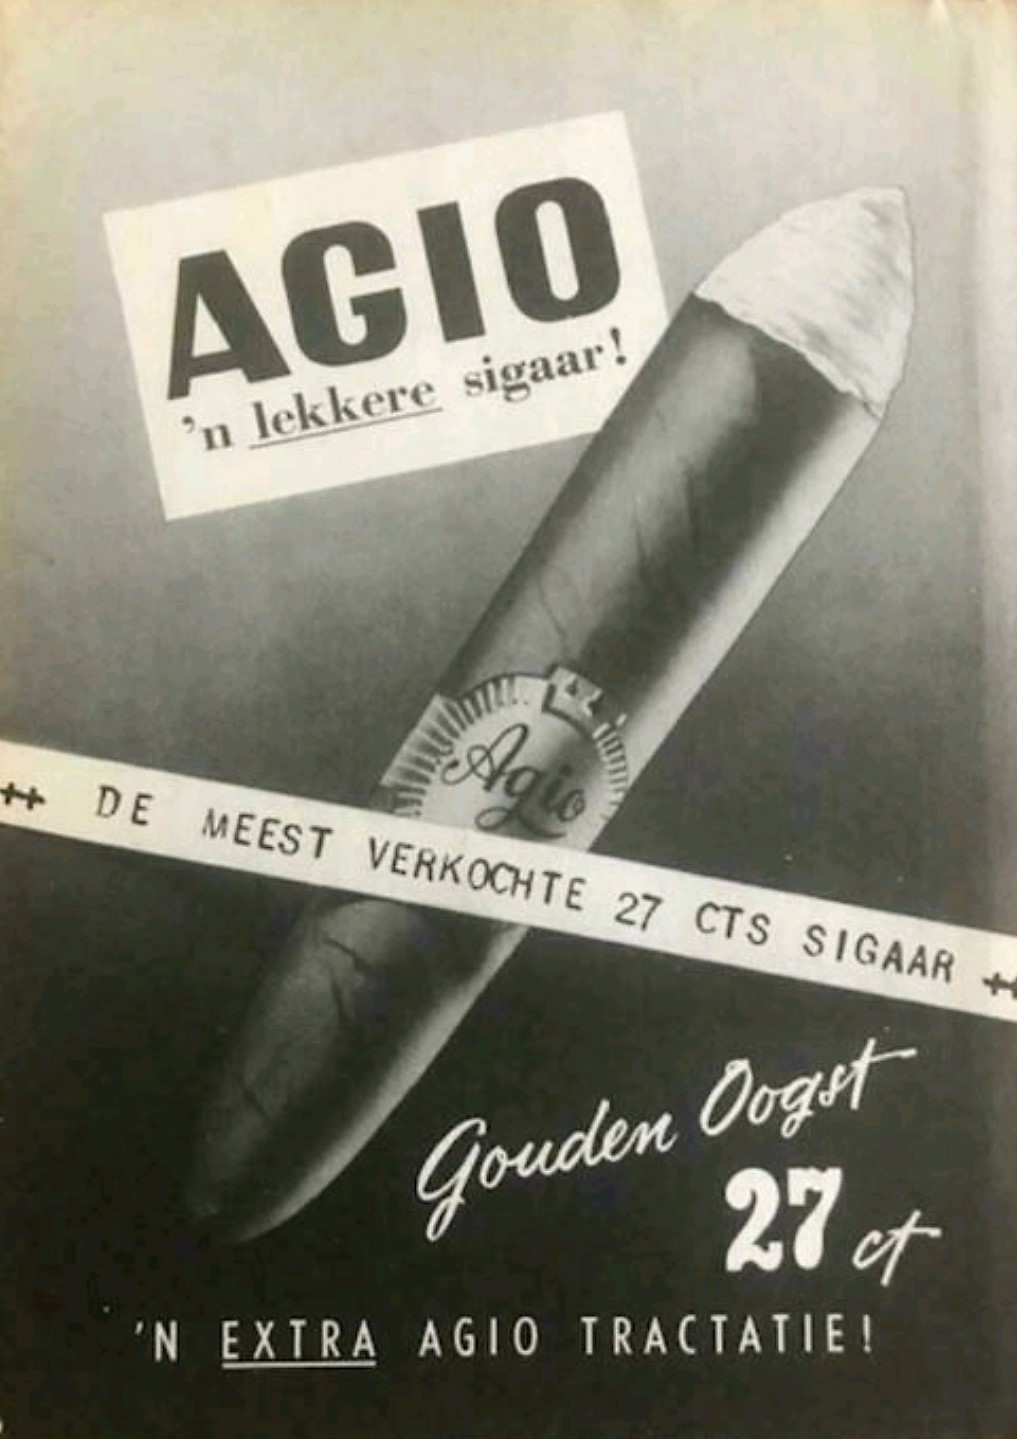 AGIO
'n lekkere sigaar!
Agio
DE MEEST VERKOCHTE 27 CTS SIGAAR
Gouden Oogst
27 ct
'N EXTRA AGIO TRACTATIE!